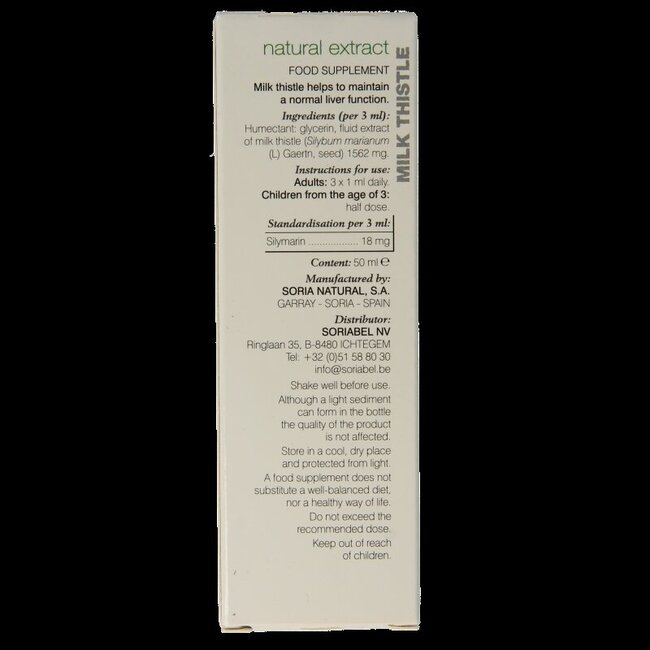 natural extract
FOOD SUPPLEMENT
Milk thistle helps to maintain
a normal liver function.
Ingredients (per 3 ml):
Humectant: glycerin, fluid extract
of milk thistle (Silybum marianum
(L) Gaertn, seed) 1562 mg.
Instructions for use:
Adults: 3 x 1 ml daily.
Children from the age of 3:
half dose.
Standardisation per 3 ml:
Silymarin .................. 18 mg
Content: 50 ml ℮
Manufactured by:
SORIA NATURAL, S.A.
GARRAY - SORIA - SPAIN
Distributor:
SORIABEL NV
Ringlaan 35, B-8480 ICHTEGEM
Tel: +32 (0)51 58 80 30
info@soriabel.be
Shake well before use.
Although a light sediment
can form in the bottle
the quality of the product
is not affected.
Store in a cool, dry place
and protected from light.
A food supplement does not
substitute a well-balanced diet,
nor a healthy way of life.
Do not exceed the
recommended dose.
Keep out of reach
of children.
MILK THISTLE